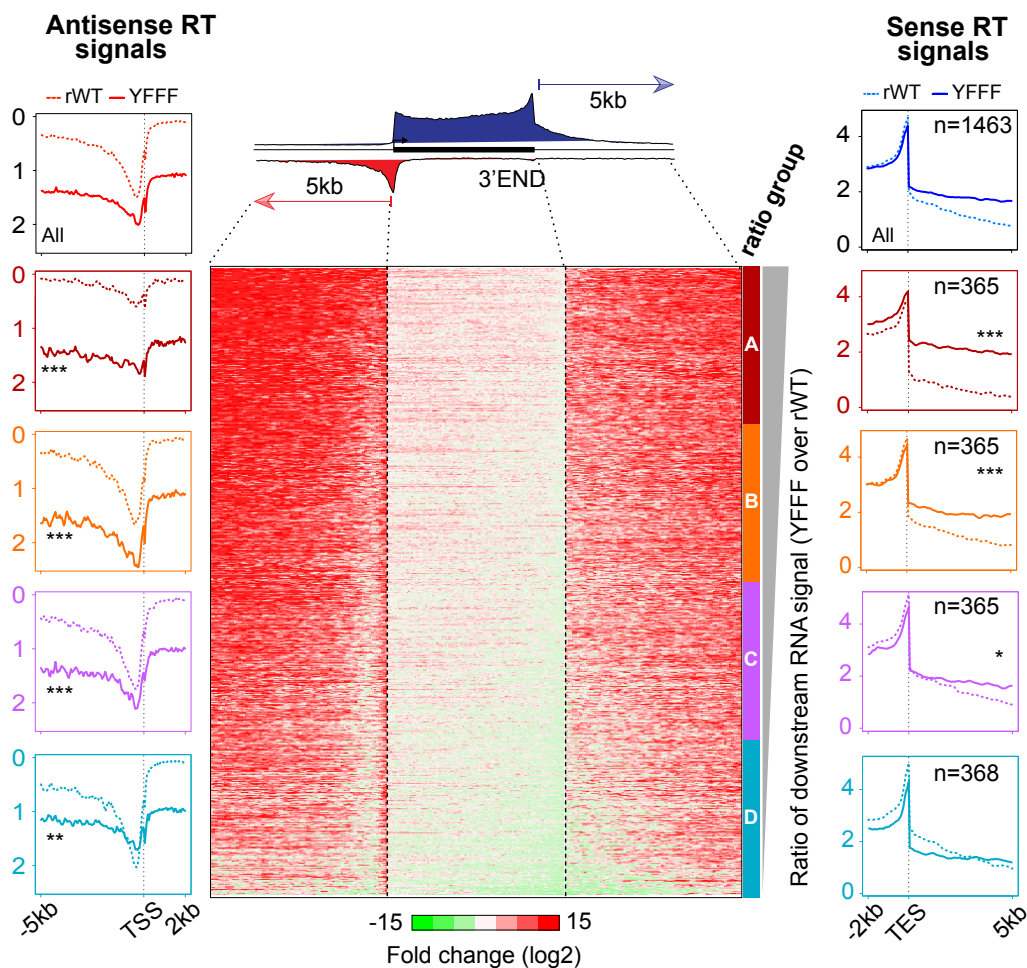 Antisense RT
signals
Sense RT
signals
rWT YFFF
5kb
rWT YFFF
0
1
2
All
5kb
3'END
ratio group
4
2
0
n=1463
All
0
1
2
***
A
4
2
0
n=365
***
0
1
2
***
B
4
2
0
n=365
***
0
1
2
***
C
4
2
0
n=365
*
0
1
2
**
D
4
2
0
n=368
Ratio of downstream RNA signal (YFFF over rWT)
-5kb TSS 2kb
-15 15
Fold change (log2)
-2kb TES 5kb